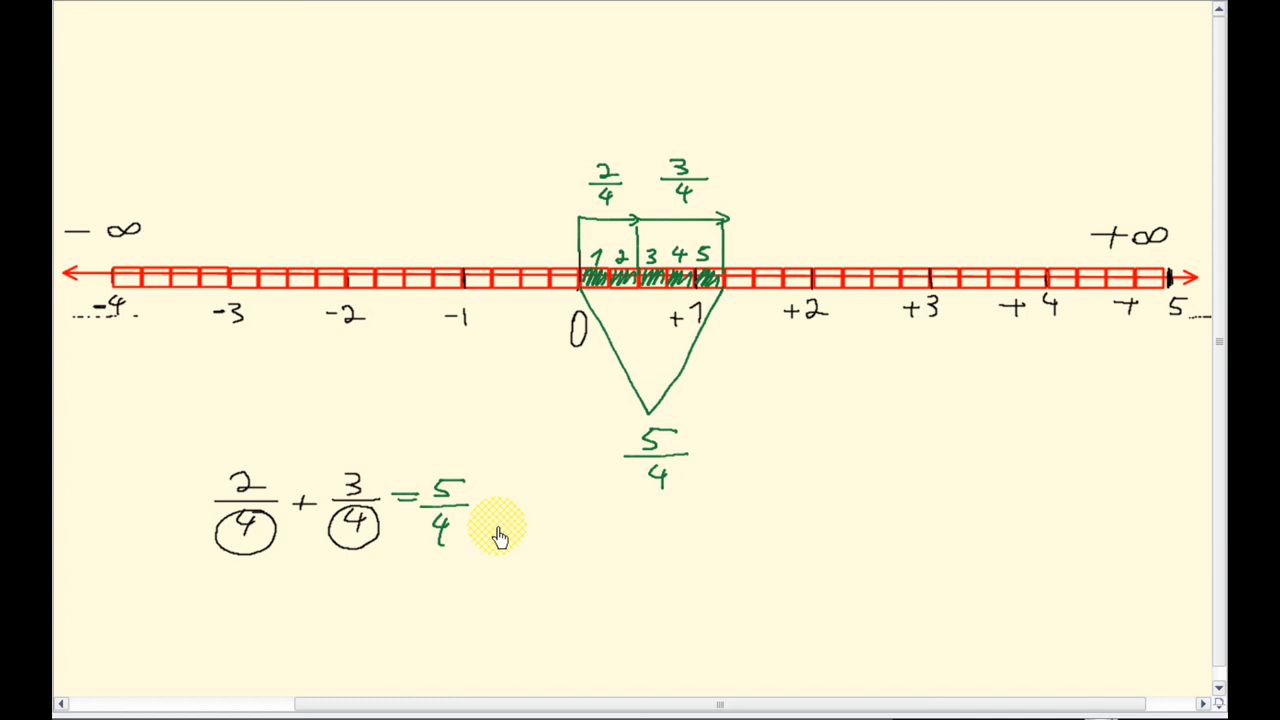 2/4 3/4
- ∞ +∞
1 2 3 4 5
-4 -3 -2 -1 0 +1 +2 +3 +4 +5
5/4
2/4 + 3/4 = 5/4